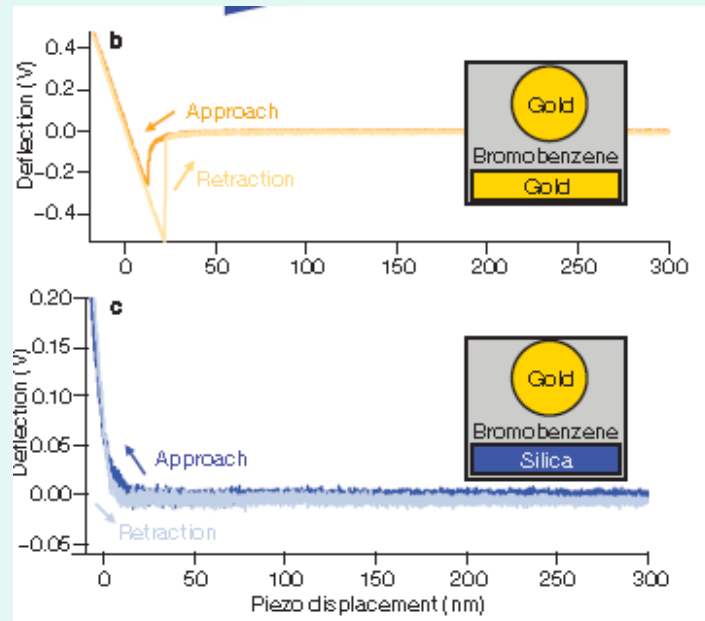 b
0.4
0.2
0.0
−0.2
−0.4
Deflection (V)
Approach
Retraction
Gold
Bromobenzene
Gold
0 50 100 150 200 250 300
c
0.20
0.15
0.10
0.05
0.00
−0.05
Deflection (V)
Approach
Retraction
Gold
Bromobenzene
Silica
0 50 100 150 200 250 300
Piezo displacement (nm)